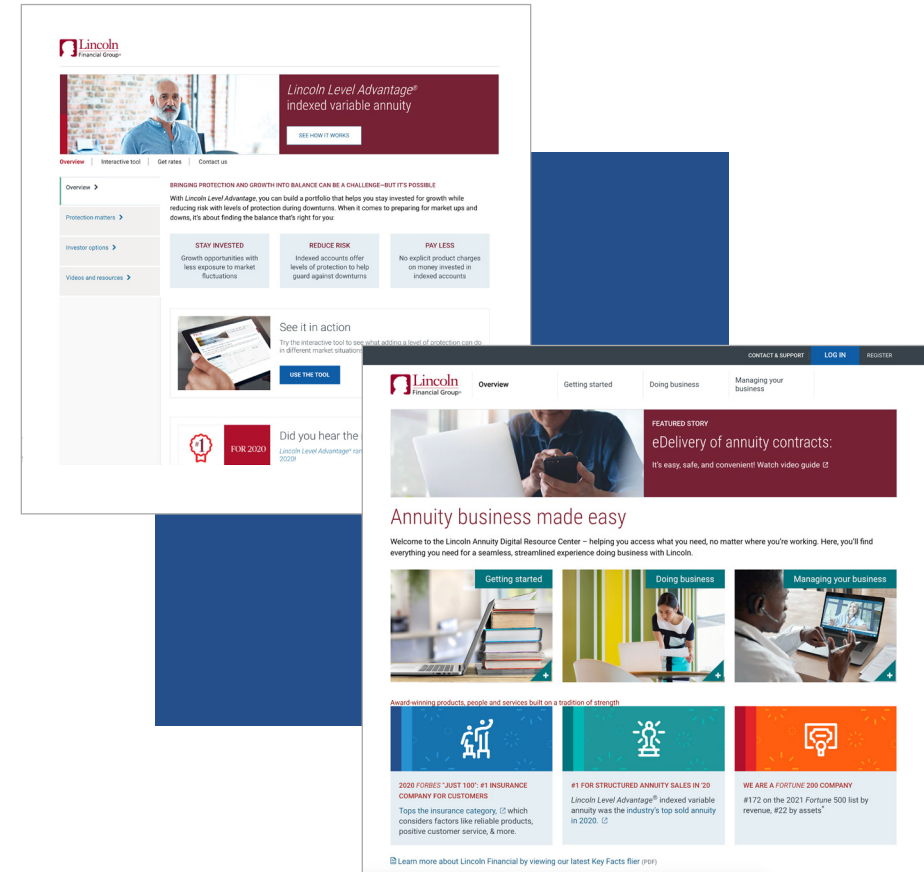 Lincoln
Financial Group®
Lincoln Level Advantage®
indexed variable annuity
SEE HOW IT WORKS
Overview
Interactive tool
Get rates
Contact us
Overview
Protection matters
Investor options
Videos and resources
BRINGING PROTECTION AND GROWTH INTO BALANCE CAN BE A CHALLENGE—BUT IT'S POSSIBLE
With Lincoln Level Advantage, you can build a portfolio that helps you stay invested for growth while
reducing risk with levels of protection during downturns. When it comes to preparing for market ups and
downs, it's about finding the balance that's right for you:
STAY INVESTED
Growth opportunities with
less exposure to market
fluctuations
REDUCE RISK
Indexed accounts offer
levels of protection to help
guard against downturns
PAY LESS
No explicit product charges
on money invested in
indexed accounts
See it in action
Try the interactive tool to see what adding a level of protection can do
in different market situations
USE THE TOOL
#1
FOR 2020
Did you hear the
Lincoln Level Advantage® ran
2020!
CONTACT & SUPPORT
LOG IN
REGISTER
Lincoln
Financial Group®
Overview
Getting started
Doing business
Managing your
business
FEATURED STORY
eDelivery of annuity contracts:
It's easy, safe, and convenient! Watch video guide
Annuity business made easy
Welcome to the Lincoln Annuity Digital Resource Center – helping you access what you need, no matter where you're working. Here, you'll find
everything you need for a seamless, streamlined experience doing business with Lincoln.
Getting started
Doing business
Managing your business
Award-winning products, people and services built on a tradition of strength
2020 FORBES "JUST 100": #1 INSURANCE
COMPANY FOR CUSTOMERS
Tops the insurance category, which
considers factors like reliable products,
positive customer service, & more.
#1 FOR STRUCTURED ANNUITY SALES IN '20
Lincoln Level Advantage® indexed variable
annuity was the industry's top sold annuity
in 2020.
WE ARE A FORTUNE 200 COMPANY
#172 on the 2021 Fortune 500 list by
revenue, #22 by assets*
Learn more about Lincoln Financial by viewing our latest Key Facts flier (PDF)